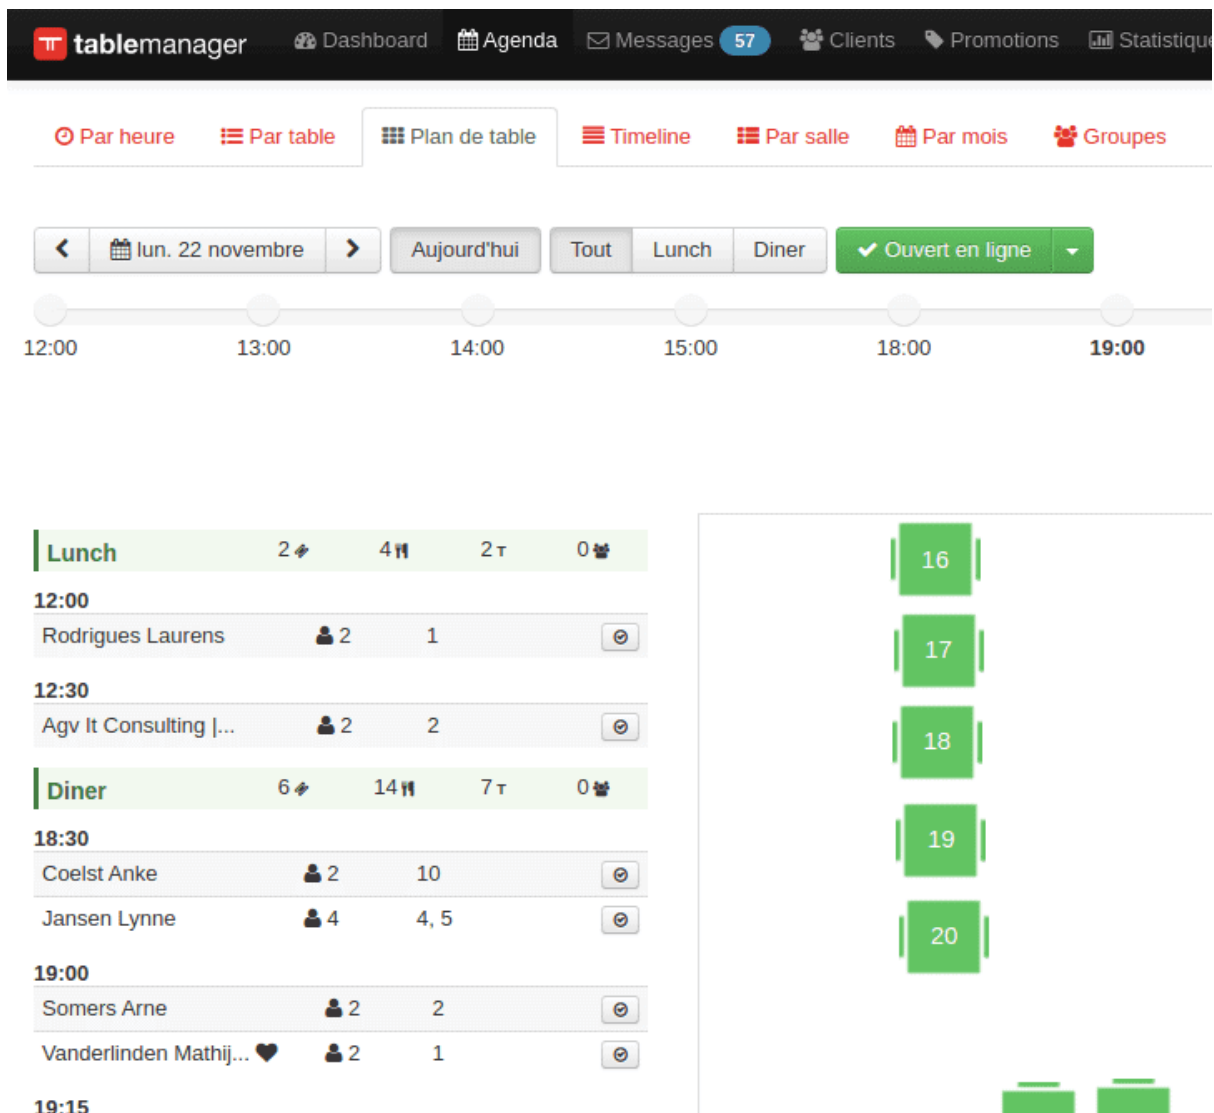 tablemanager Dashboard Agenda Messages 57 Clients Promotions Statistique
Par heure Par table Plan de table Timeline Par salle Par mois Groupes
lun. 22 novembre Aujourd'hui Tout Lunch Diner Ouvert en ligne
12:00 13:00 14:00 15:00 18:00 19:00
Lunch 2 4 2 T 0
12:00
Rodrigues Laurens 2 1
12:30
Agv It Consulting |... 2 2
Diner 6 14 7 T 0
18:30
Coelst Anke 2 10
Jansen Lynne 4 4, 5
19:00
Somers Arne 2 2
Vanderlinden Mathij... 2 1
19:15
16
17
18
19
20